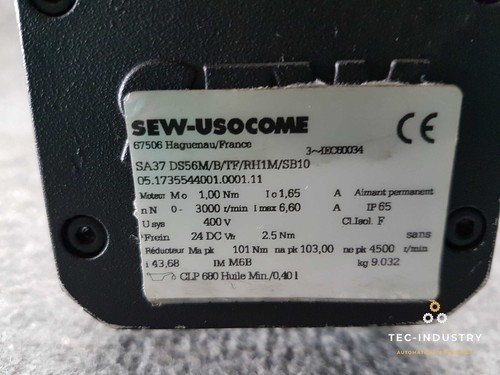 SEW-USOCOME
67506 Haguenau/France 3~IEC60034
SA37 DS56M/B/TF/RH1M/SB10
05.1735544001.0001.11
Moteur Mo 1,00 Nm Io 1,65 A Aimant permanent
n N 0- 3000 r/min I max 6,60 A IP 65
U sys 400 V Cl.Isol. F
Frein 24 DC V= 2.5 Nm sans
Réducteur Ma pk 101 Nm na pk 103,00 ne pk 4500 r/min
i 43,68 IM M6B kg 9.032
CLP 680 Huile Min./0,40 l
CE
TEC-INDUSTRY